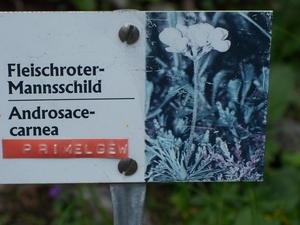 Fleischroter-
Mannsschild
Androsace-
carnea
PRIMELGEW